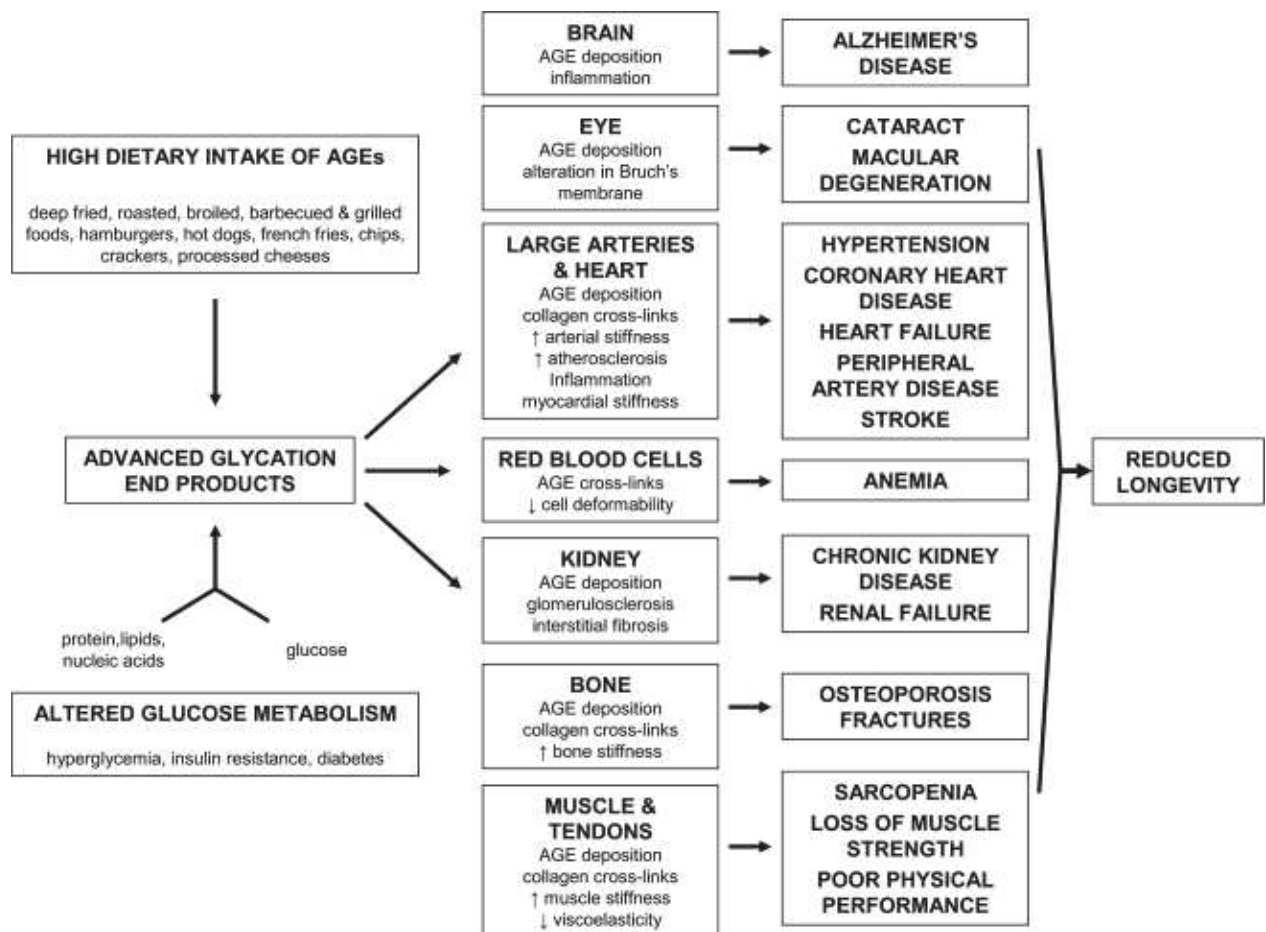 HIGH DIETARY INTAKE OF AGEs
deep fried, roasted, broiled, barbecued & grilled
foods, hamburgers, hot dogs, french fries, chips,
crackers, processed cheeses
ADVANCED GLYCATION
END PRODUCTS
protein,lipids,
nucleic acids
glucose
ALTERED GLUCOSE METABOLISM
hyperglycemia, insulin resistance, diabetes
BRAIN
AGE deposition
inflammation
ALZHEIMER'S
DISEASE
EYE
AGE deposition
alteration in Bruch's
membrane
CATARACT
MACULAR
DEGENERATION
LARGE ARTERIES
& HEART
AGE deposition
collagen cross-links
↑ arterial stiffness
↑ atherosclerosis
Inflammation
myocardial stiffness
HYPERTENSION
CORONARY HEART
DISEASE
HEART FAILURE
PERIPHERAL
ARTERY DISEASE
STROKE
RED BLOOD CELLS
AGE cross-links
↓ cell deformability
ANEMIA
KIDNEY
AGE deposition
glomerulosclerosis
interstitial fibrosis
CHRONIC KIDNEY
DISEASE
RENAL FAILURE
BONE
AGE deposition
collagen cross-links
↑ bone stiffness
OSTEOPOROSIS
FRACTURES
MUSCLE &
TENDONS
AGE deposition
collagen cross-links
↑ muscle stiffness
↓ viscoelasticity
SARCOPENIA
LOSS OF MUSCLE
STRENGTH
POOR PHYSICAL
PERFORMANCE
REDUCED
LONGEVITY